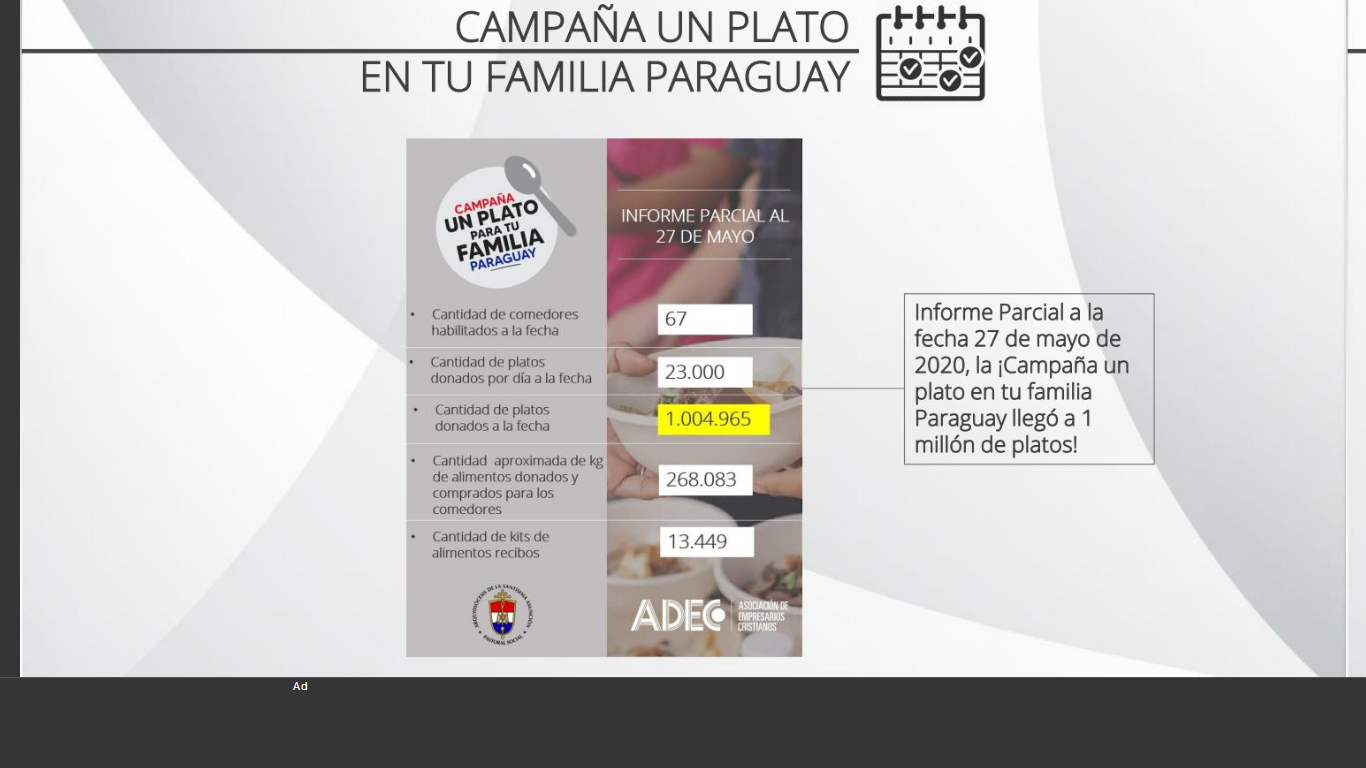 CAMPAÑA UN PLATO
EN TU FAMILIA PARAGUAY
CAMPAÑA
UN PLATO
PARA TU
FAMILIA
PARAGUAY
INFORME PARCIAL AL
27 DE MAYO
• Cantidad de comedores
habilitados a la fecha
67
• Cantidad de platos
donados por día a la fecha
23.000
• Cantidad de platos
donados a la fecha
1.004.965
• Cantidad aproximada de kg
de alimentos donados y
comprados para los
comedores
268.083
• Cantidad de kits de
alimentos recibos
13.449
Informe Parcial a la
fecha 27 de mayo de
2020, la ¡Campaña un
plato en tu familia
Paraguay llegó a 1
millón de platos!
ARQUIDIOCESIS DE LA SANTISIMA ASUNCIÓN
PASTORAL SOCIAL
ADEC
ASOCIACIÓN DE
EMPRESARIOS
CRISTIANOS
Ad